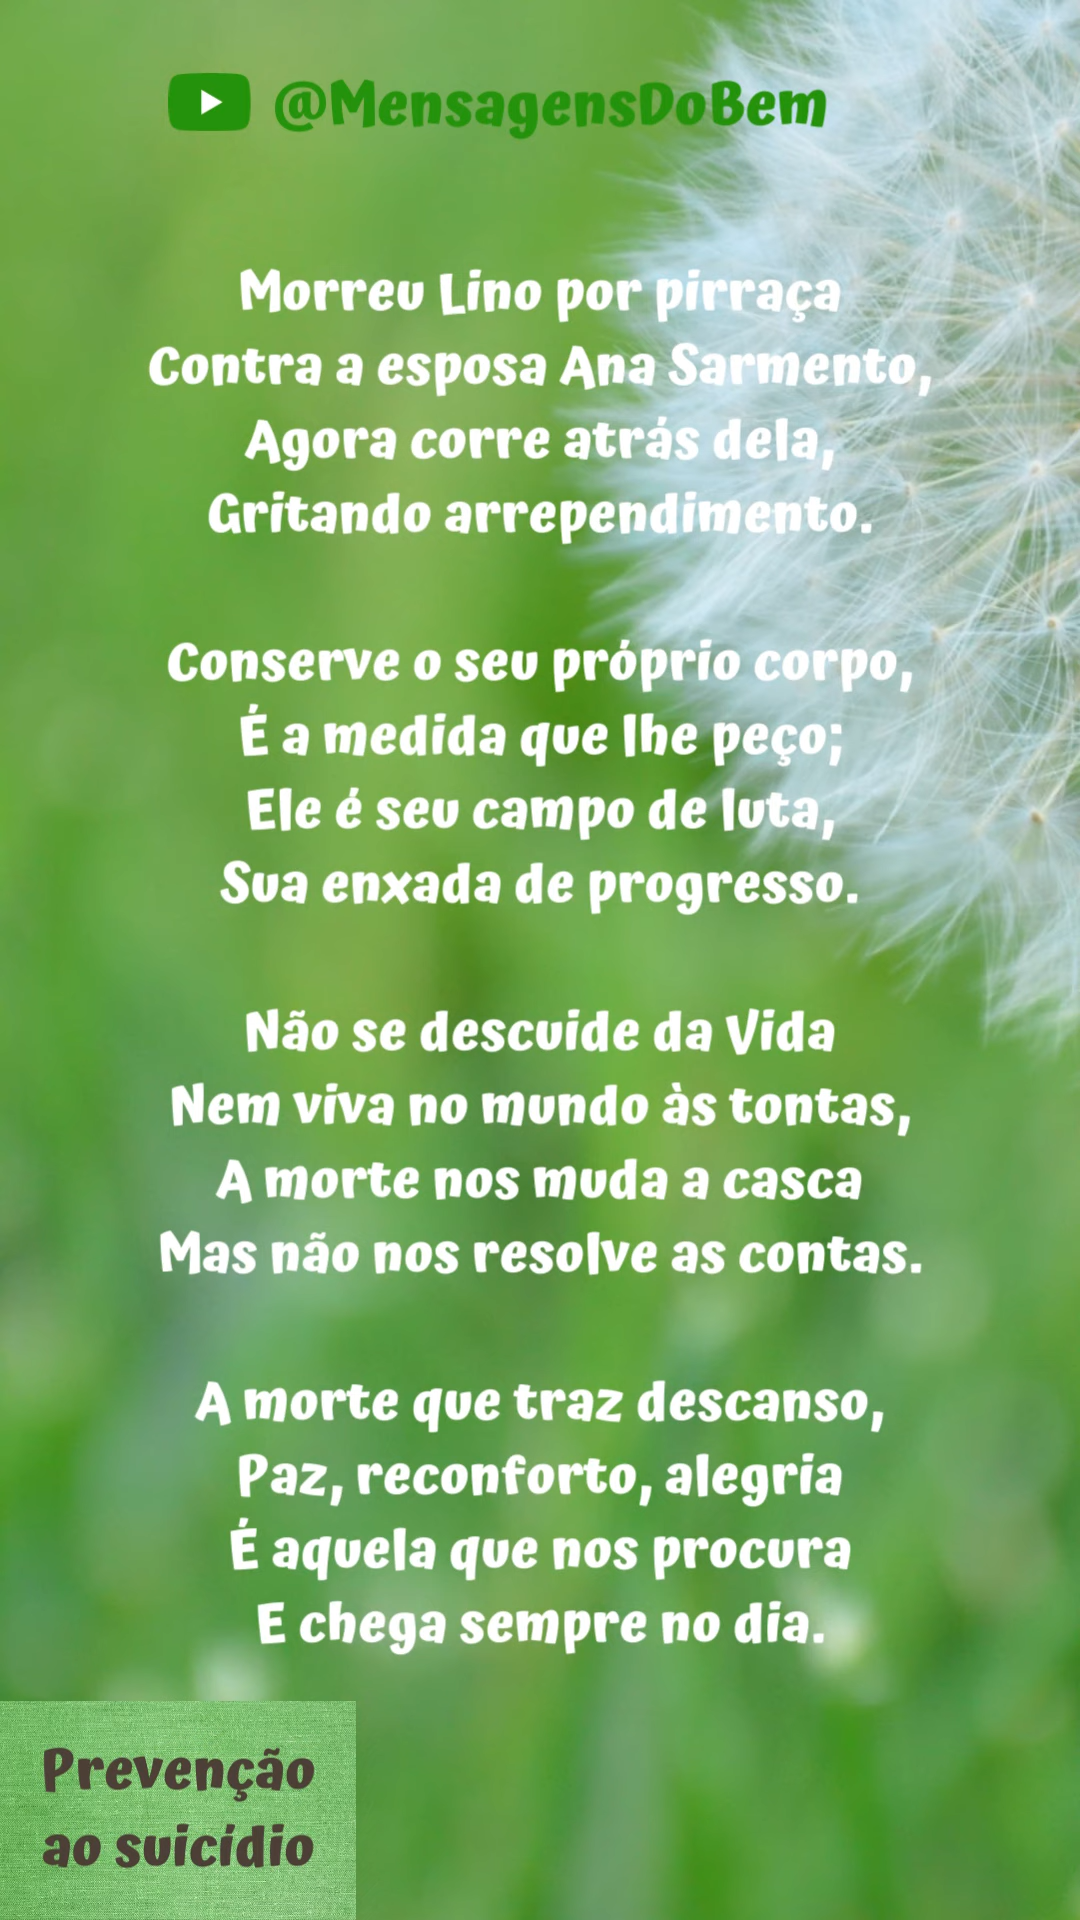 @MensagensDoBem
Morreu Lino por pirraça
Contra a esposa Ana Sarmento,
Agora corre atrás dela,
Gritando arrependimento.
Conserve o seu próprio corpo,
É a medida que lhe peço;
Ele é seu campo de luta,
Sua enxada de progresso.
Não se descuide da Vida
Nem viva no mundo às tontas,
A morte nos muda a casca
Mas não nos resolve as contas.
A morte que traz descanso,
Paz, reconforto, alegria
É aquela que nos procura
E chega sempre no dia.
Prevenção
ao suicídio